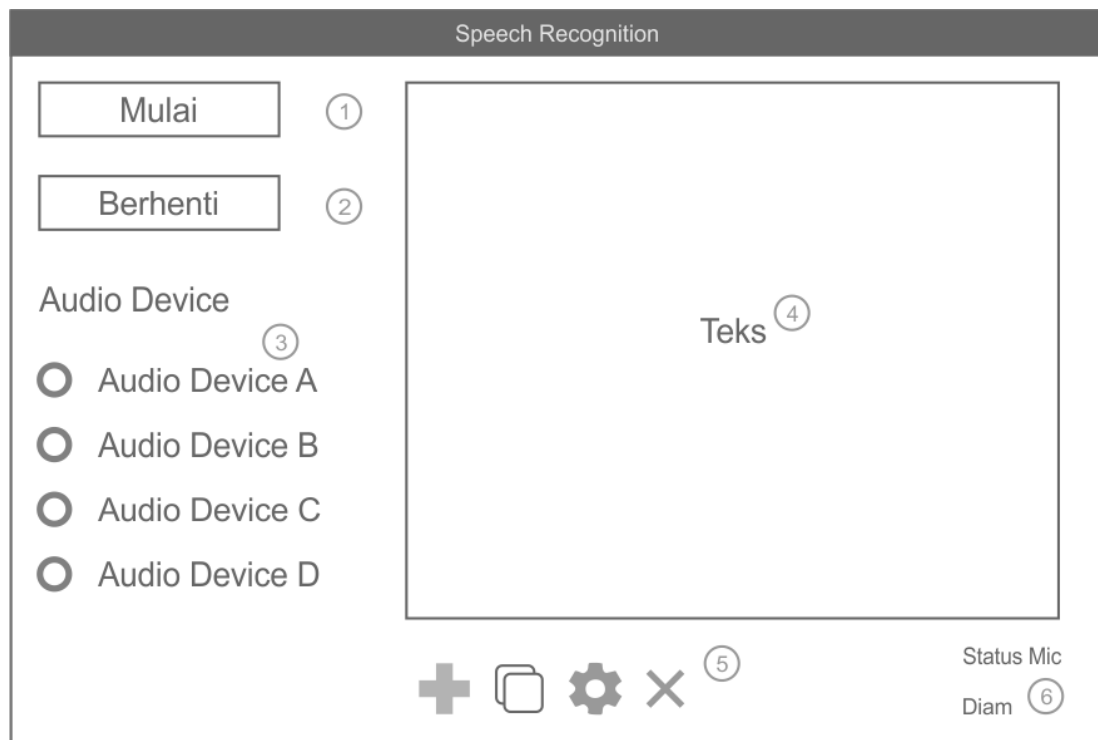 Speech Recognition
Mulai
1
Berhenti
2
Audio Device
3
Audio Device A
Audio Device B
Audio Device C
Audio Device D
Teks 4
5
Status Mic
Diam 6